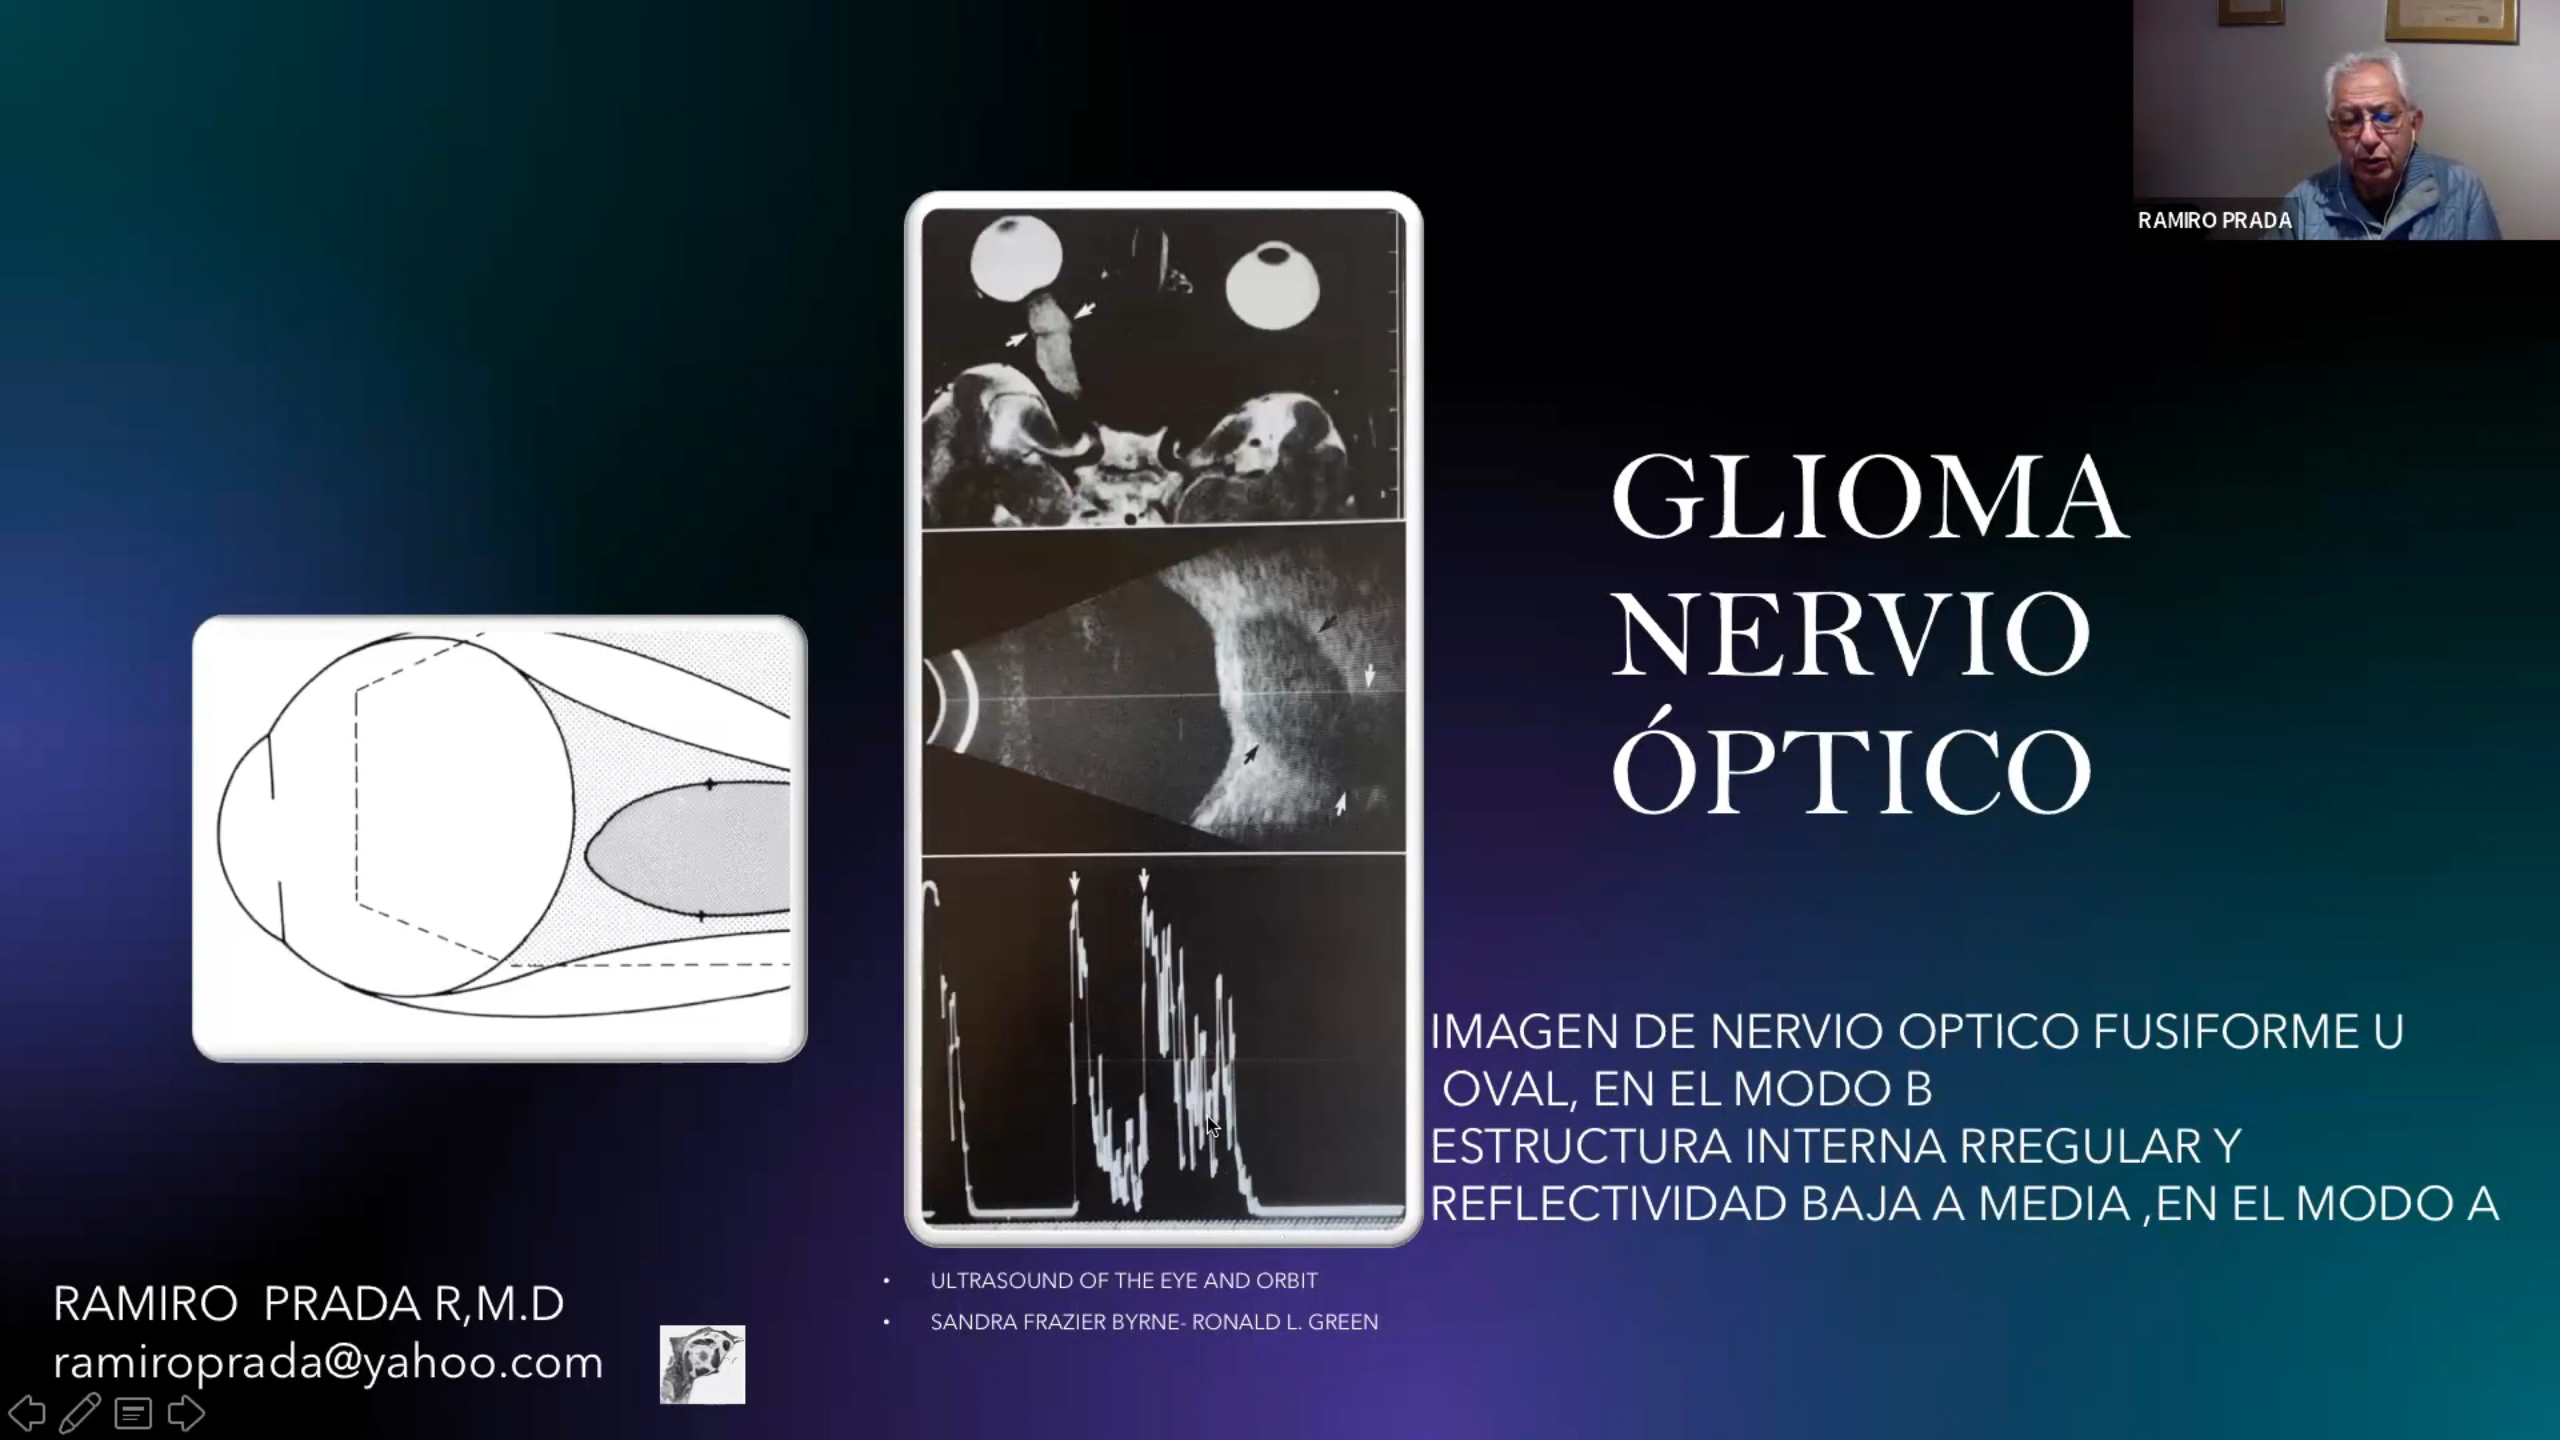 RAMIRO PRADA
GLIOMA
NERVIO
ÓPTICO
IMAGEN DE NERVIO OPTICO FUSIFORME U
OVAL, EN EL MODO B
ESTRUCTURA INTERNA RREGULAR Y
REFLECTIVIDAD BAJA A MEDIA ,EN EL MODO A
• ULTRASOUND OF THE EYE AND ORBIT
• SANDRA FRAZIER BYRNE- RONALD L. GREEN
RAMIRO PRADA R,M.D
ramiroprada@yahoo.com